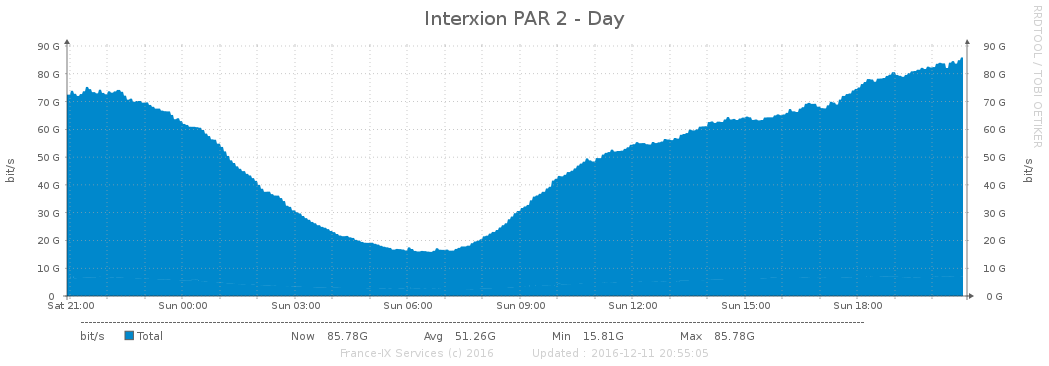 Interxion PAR 2 - Day
RRDTOOL / TOBI OETIKER
90 G 90 G
80 G 80 G
70 G 70 G
60 G 60 G
50 G 50 G
40 G 40 G
30 G 30 G
20 G 20 G
10 G 10 G
0 0 G
bit/s
bit/s
Sat 21:00 Sun 00:00 Sun 03:00 Sun 06:00 Sun 09:00 Sun 12:00 Sun 15:00 Sun 18:00
bit/s Total Now 85.78G Avg 51.26G Min 15.81G Max 85.78G
France-IX Services (c) 2016 Updated : 2016-12-11 20:55:05